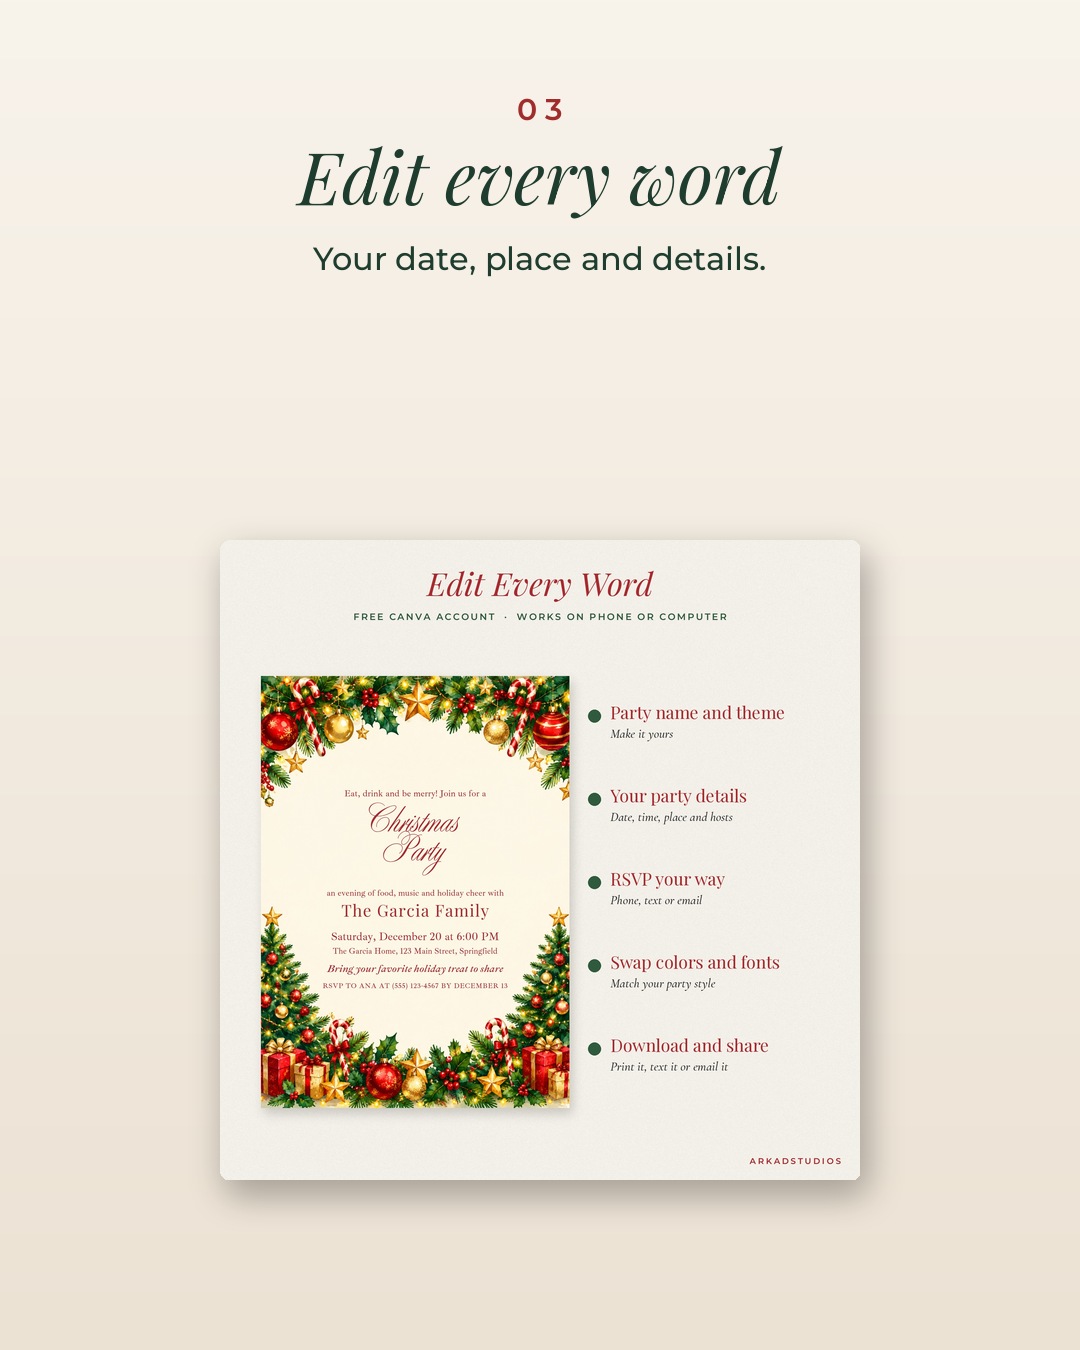 03
Edit every word
Your date, place and details.
Edit Every Word
FREE CANVA ACCOUNT · WORKS ON PHONE OR COMPUTER
Eat, drink and be merry! Join us for a
Christmas
Party
an evening of food, music and holiday cheer with
The Garcia Family
Saturday, December 20 at 6:00 PM
The Garcia Home, 123 Main Street, Springfield
Bring your favorite holiday treat to share
RSVP TO ANA AT (555) 123-4567 BY DECEMBER 13
Party name and theme
Make it yours
Your party details
Date, time, place and hosts
RSVP your way
Phone, text or email
Swap colors and fonts
Match your party style
Download and share
Print it, text it or email it
ARKADSTUDIOS